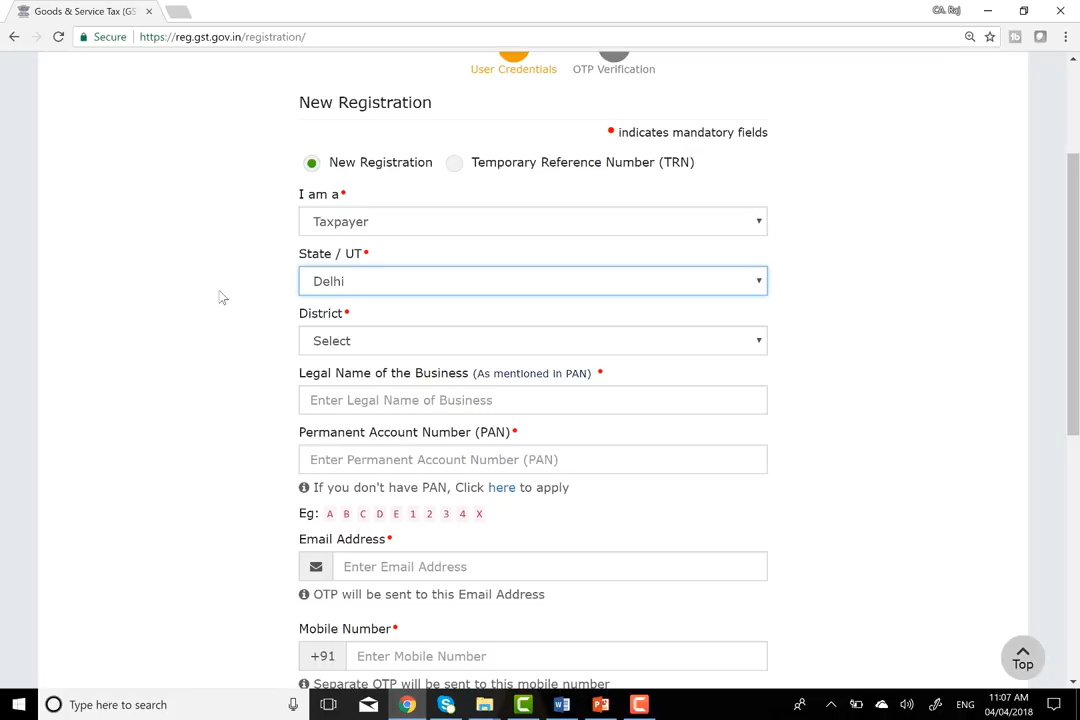 Goods & Service Tax (GS
CA. Raj
Secure
https://reg.gst.gov.in/registration/
User Credentials
OTP Verification
New Registration
• indicates mandatory fields
New Registration
Temporary Reference Number (TRN)
I am a•
Taxpayer
State / UT•
Delhi
District•
Select
Legal Name of the Business (As mentioned in PAN) •
Enter Legal Name of Business
Permanent Account Number (PAN)•
Enter Permanent Account Number (PAN)
If you don't have PAN, Click here to apply
Eg: A B C D E 1 2 3 4 X
Email Address•
Enter Email Address
OTP will be sent to this Email Address
Mobile Number•
+91 Enter Mobile Number
Separate OTP will be sent to this mobile number
Top
Type here to search
ENG
11:07 AM
04/04/2018